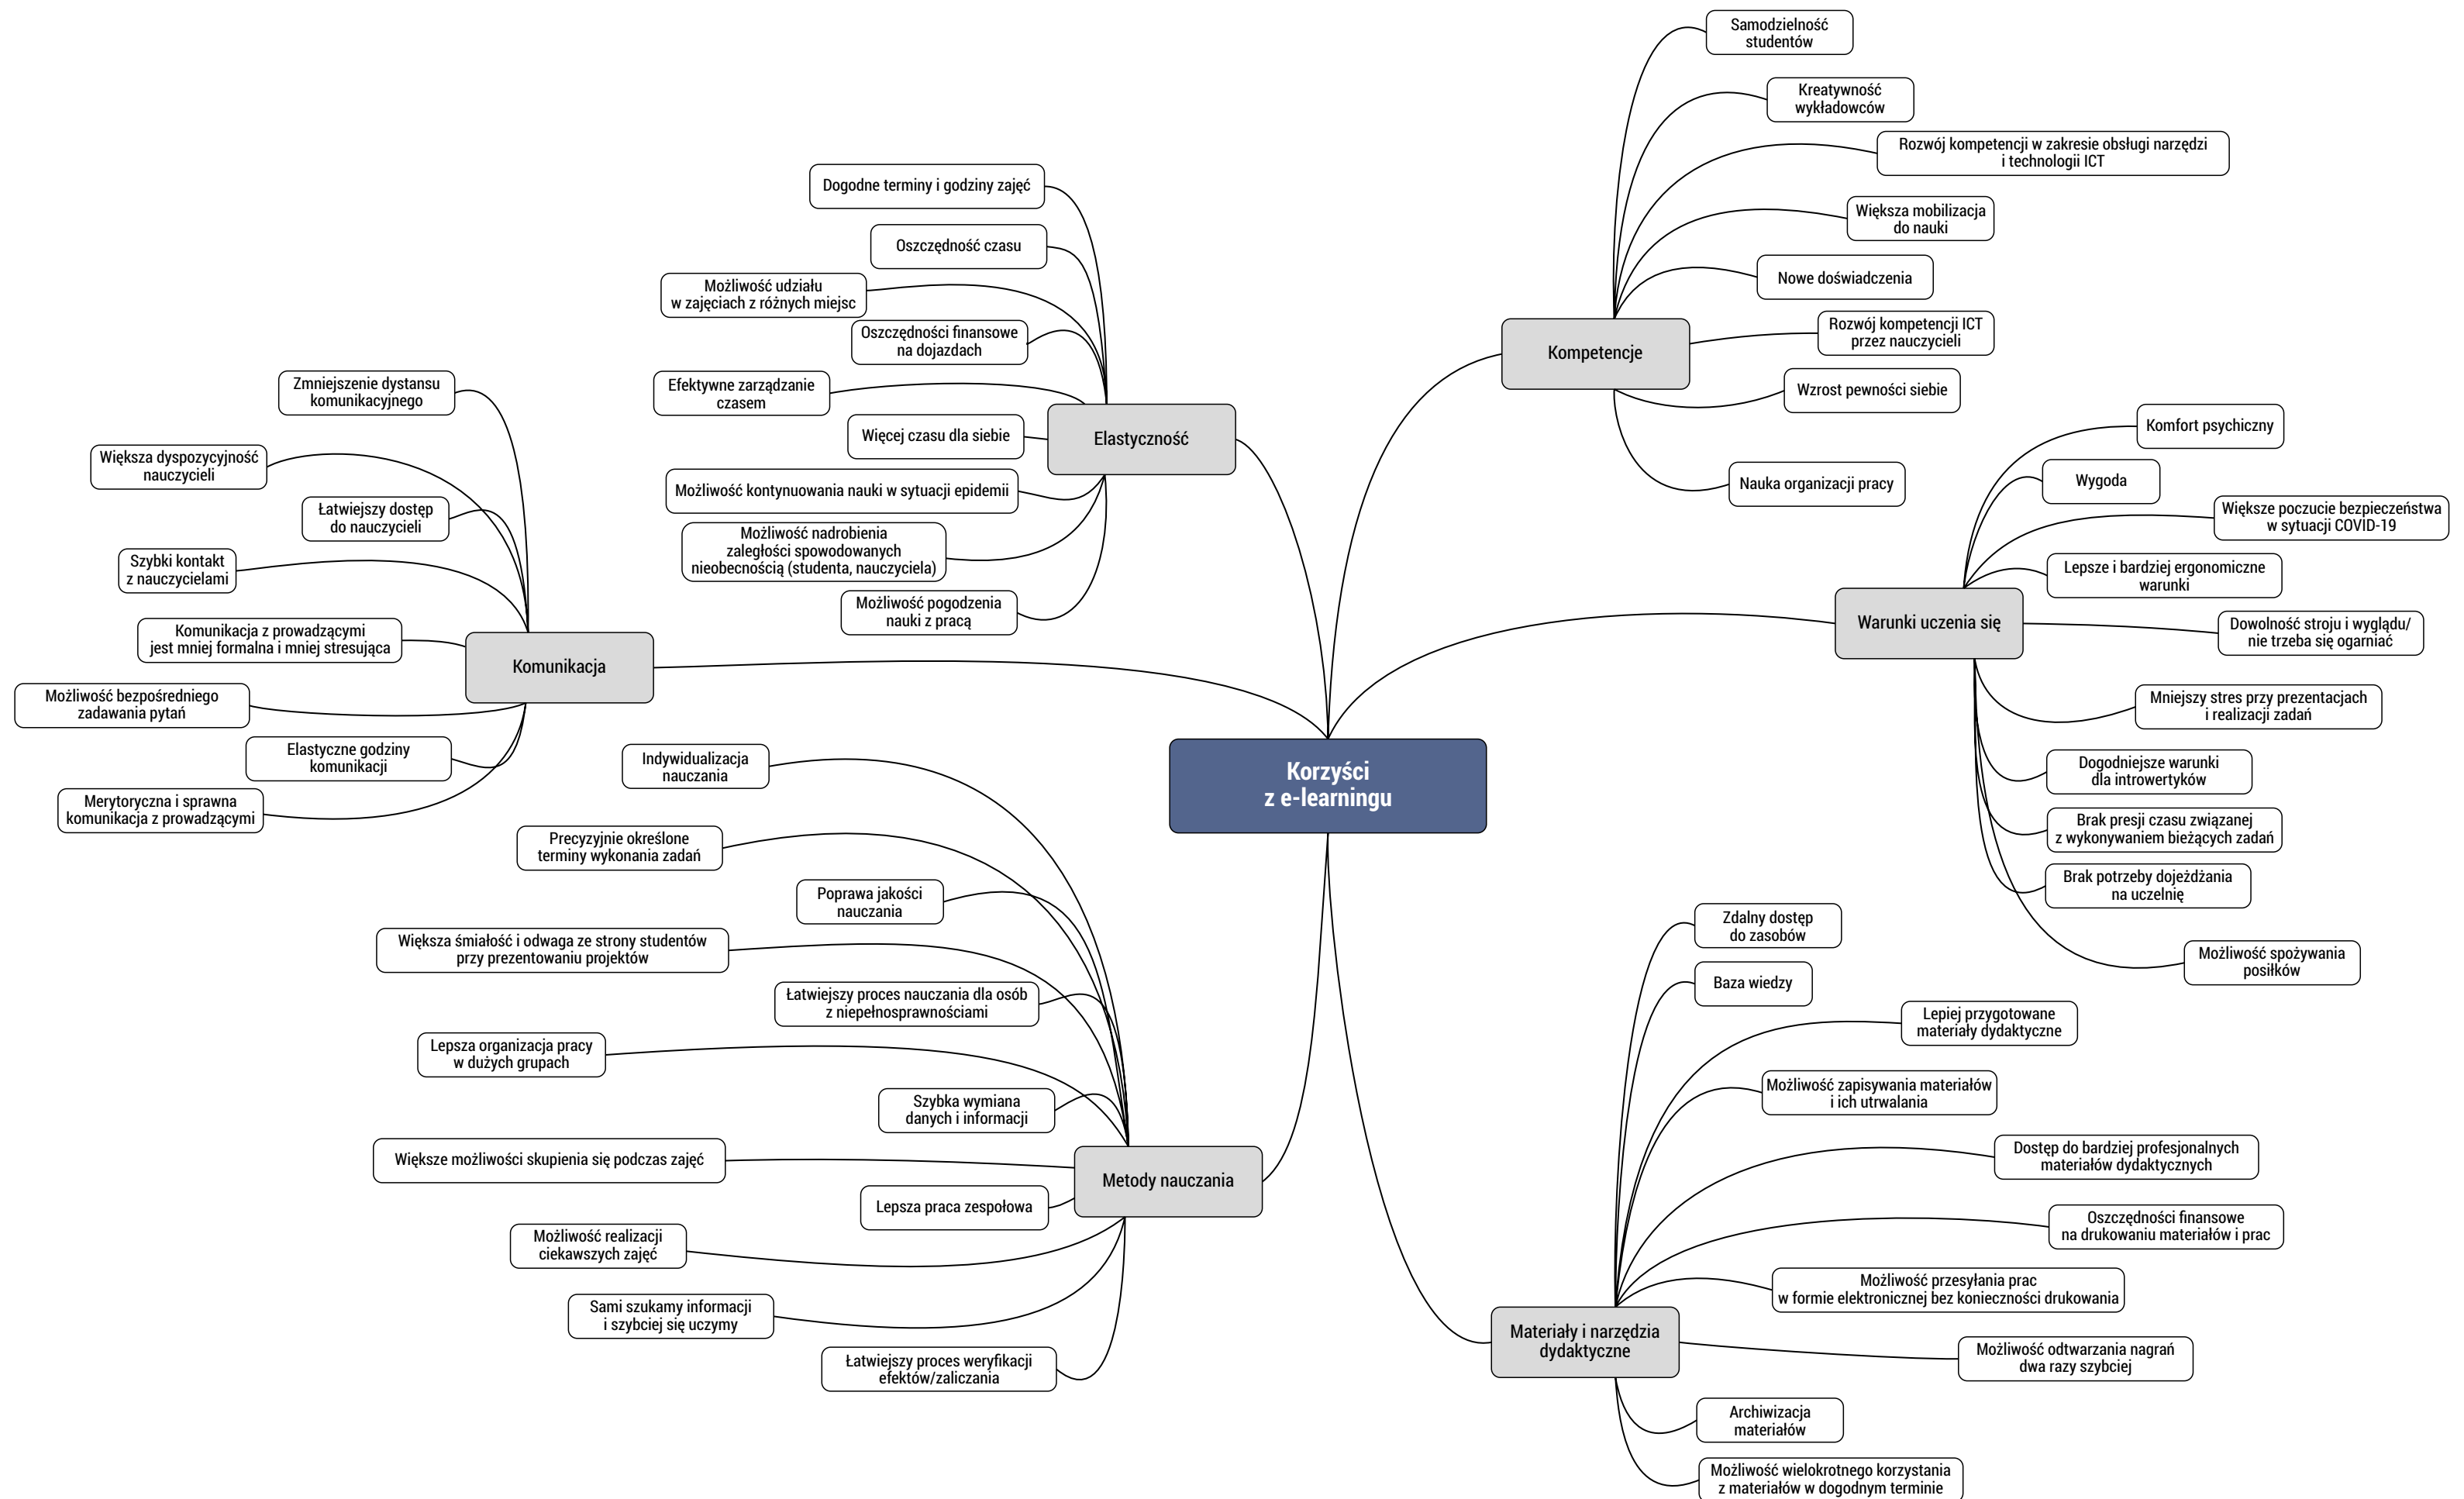 Korzyści
z e-learningu
Kompetencje
Samodzielność
studentów
Kreatywność
wykładowców
Rozwój kompetencji w zakresie obsługi narzędzi
i technologii ICT
Większa mobilizacja
do nauki
Nowe doświadczenia
Rozwój kompetencji ICT
przez nauczycieli
Wzrost pewności siebie
Nauka organizacji pracy
Warunki uczenia się
Komfort psychiczny
Wygoda
Większe poczucie bezpieczeństwa
w sytuacji COVID-19
Lepsze i bardziej ergonomiczne
warunki
Dowolność stroju i wyglądu/
nie trzeba się ogarniać
Mniejszy stres przy prezentacjach
i realizacji zadań
Dogodniejsze warunki
dla introwertyków
Brak presji czasu związanej
z wykonywaniem bieżących zadań
Brak potrzeby dojeżdżania
na uczelnię
Możliwość spożywania
posiłków
Materiały i narzędzia
dydaktyczne
Zdalny dostęp
do zasobów
Baza wiedzy
Lepiej przygotowane
materiały dydaktyczne
Możliwość zapisywania materiałów
i ich utrwalania
Dostęp do bardziej profesjonalnych
materiałów dydaktycznych
Oszczędności finansowe
na drukowaniu materiałów i prac
Możliwość przesyłania prac
w formie elektronicznej bez konieczności drukowania
Możliwość odtwarzania nagrań
dwa razy szybciej
Archiwizacja
materiałów
Możliwość wielokrotnego korzystania
z materiałów w dogodnym terminie
Elastyczność
Dogodne terminy i godziny zajęć
Oszczędność czasu
Możliwość udziału
w zajęciach z różnych miejsc
Oszczędności finansowe
na dojazdach
Efektywne zarządzanie
czasem
Więcej czasu dla siebie
Możliwość kontynuowania nauki w sytuacji epidemii
Możliwość nadrobienia
zaległości spowodowanych
nieobecnością (studenta, nauczyciela)
Możliwość pogodzenia
nauki z pracą
Komunikacja
Zmniejszenie dystansu
komunikacyjnego
Większa dyspozycyjność
nauczycieli
Łatwiejszy dostęp
do nauczycieli
Szybki kontakt
z nauczycielami
Komunikacja z prowadzącymi
jest mniej formalna i mniej stresująca
Możliwość bezpośredniego
zadawania pytań
Elastyczne godziny
komunikacji
Merytoryczna i sprawna
komunikacja z prowadzącymi
Metody nauczania
Indywidualizacja
nauczania
Precyzyjnie określone
terminy wykonania zadań
Poprawa jakości
nauczania
Większa śmiałość i odwaga ze strony studentów
przy prezentowaniu projektów
Łatwiejszy proces nauczania dla osób
z niepełnosprawnościami
Lepsza organizacja pracy
w dużych grupach
Szybka wymiana
danych i informacji
Większe możliwości skupienia się podczas zajęć
Lepsza praca zespołowa
Możliwość realizacji
ciekawszych zajęć
Sami szukamy informacji
i szybciej się uczymy
Łatwiejszy proces weryfikacji
efektów/zaliczania